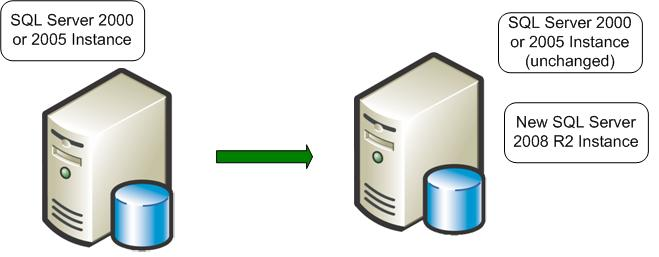 SQL Server 2000
or 2005 Instance
SQL Server 2000
or 2005 Instance
(unchanged)
New SQL Server
2008 R2 Instance